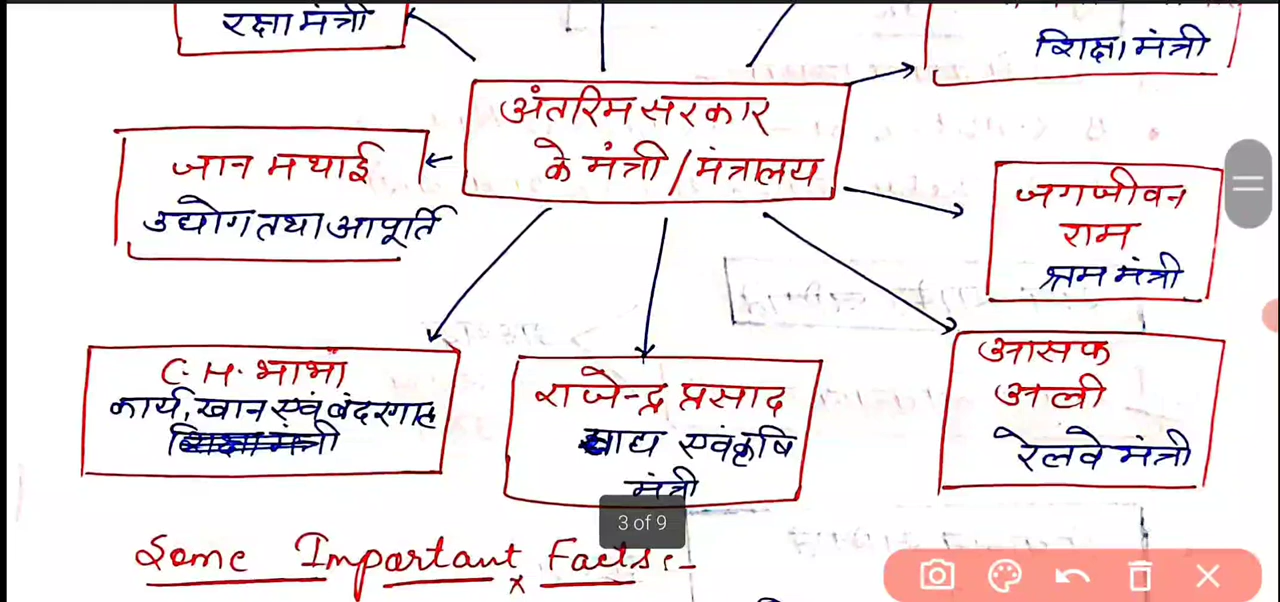 रक्षा मंत्री
शिक्षा मंत्री
अंतरिम सरकार
के मंत्री / मंत्रालय
जान मथाई
उद्योग तथा आपूर्ति
जगजीवन
राम
श्रम मंत्री
C. H. भाभा
कार्य, खान एवं बंदरगाह
राजेन्द्र प्रसाद
खाद्य एवं कृषि
मंत्री
आसफ
अली
रेलवे मंत्री
3 of 9
Some Important Facts:-